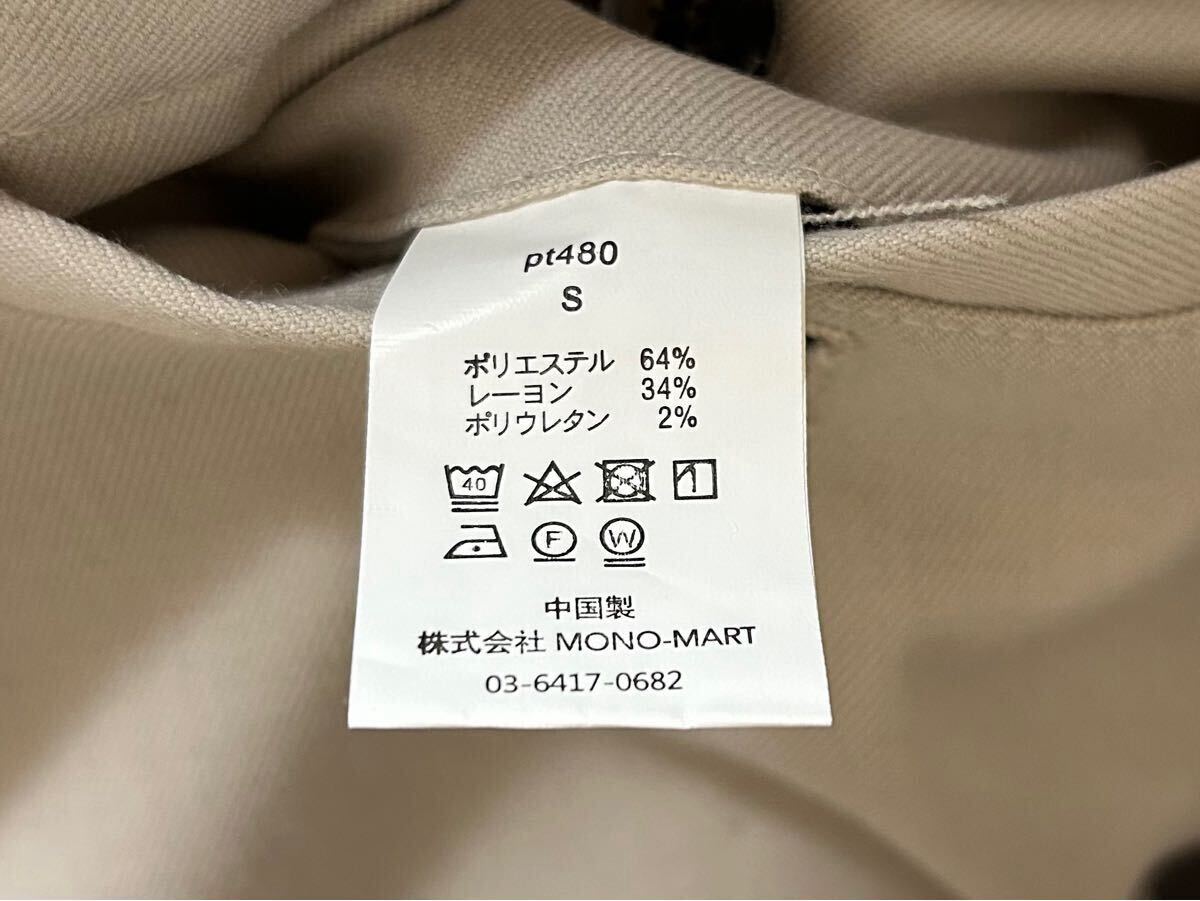 pt480
S
ポリエステル 64%
レーヨン 34%
ポリウレタン 2%
40
F W
中国製
株式会社 MONO-MART
03-6417-0682